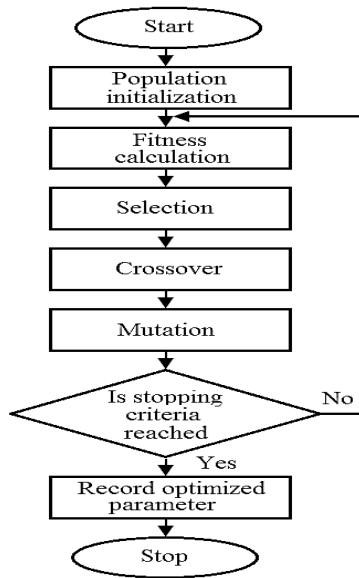 Start
Population
initialization
Fitness
calculation
Selection
Crossover
Mutation
Is stopping
criteria
reached
No
Yes
Record optimized
parameter
Stop